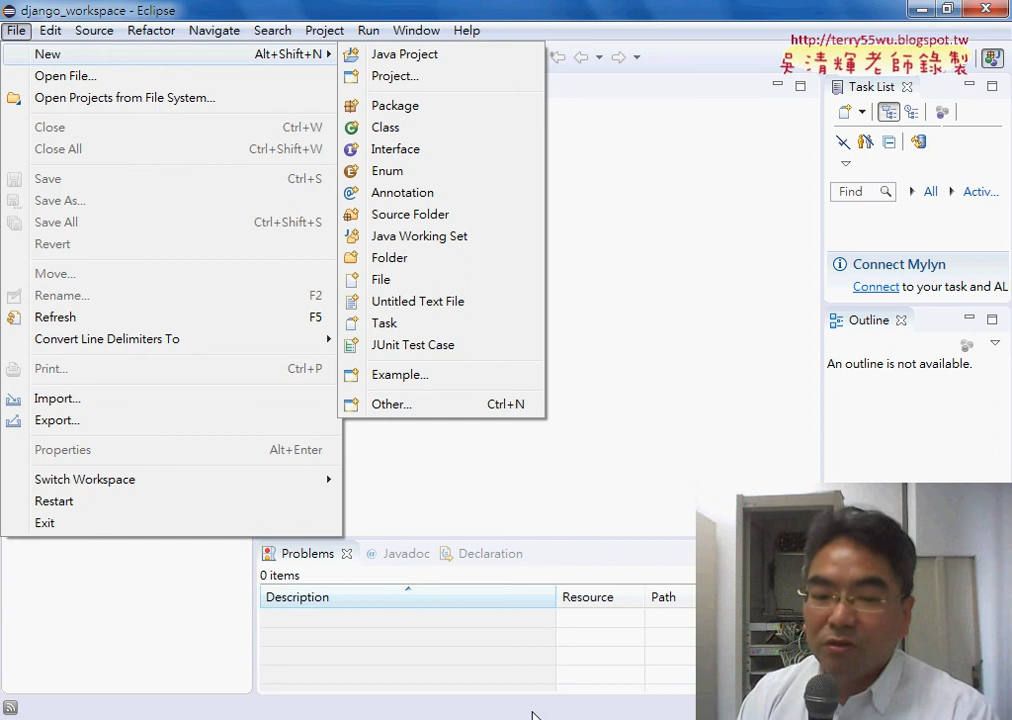 django_workspace - Eclipse
File Edit Source Refactor Navigate Search Project Run Window Help
http://terry55wu.blogspot.tw
吳清輝老師錄製
New Alt+Shift+N
Open File...
Open Projects from File System...
Close Ctrl+W
Close All Ctrl+Shift+W
Save Ctrl+S
Save As...
Save All Ctrl+Shift+S
Revert
Move...
Rename... F2
Refresh F5
Convert Line Delimiters To
Print... Ctrl+P
Import...
Export...
Properties Alt+Enter
Switch Workspace
Restart
Exit
Java Project
Project...
Package
Class
Interface
Enum
Annotation
Source Folder
Java Working Set
Folder
File
Untitled Text File
Task
JUnit Test Case
Example...
Other... Ctrl+N
Task List
Find All Activ...
Connect Mylyn
Connect to your task and AL
Outline
An outline is not available.
Problems Javadoc Declaration
0 items
Description Resource Path